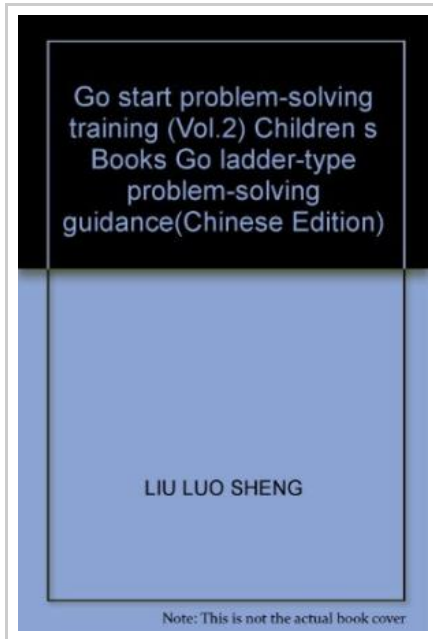 Go start problem-solving
training (Vol.2) Children s
Books Go ladder-type
problem-solving
guidance(Chinese Edition)
LIU LUO SHENG
Note: This is not the actual book cover